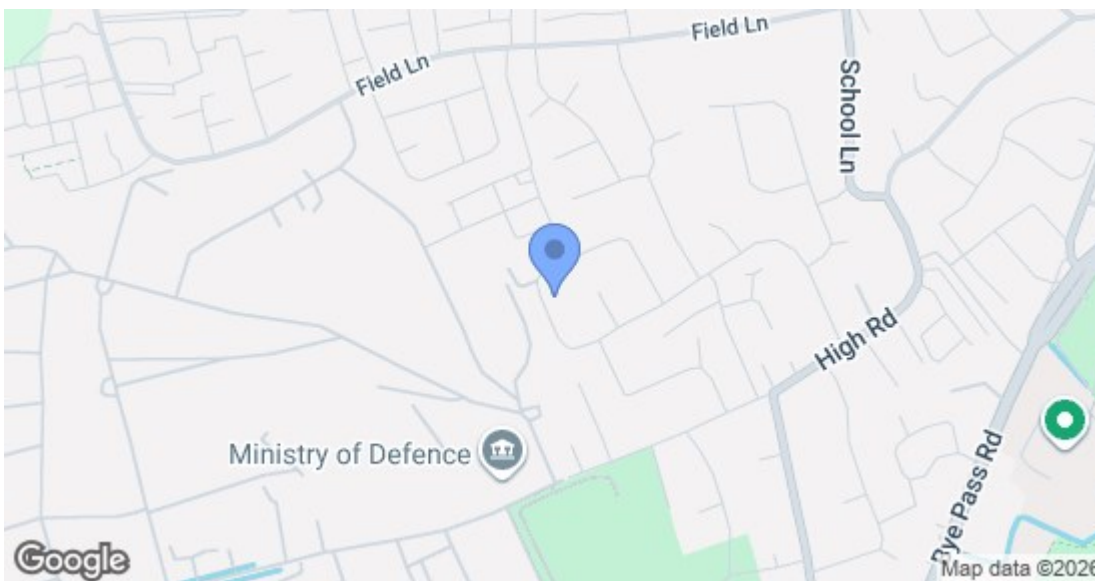 Field Ln
Field Ln
School Ln
High Rd
Ministry of Defence
Bye Pass Rd
Google
Map data ©2026